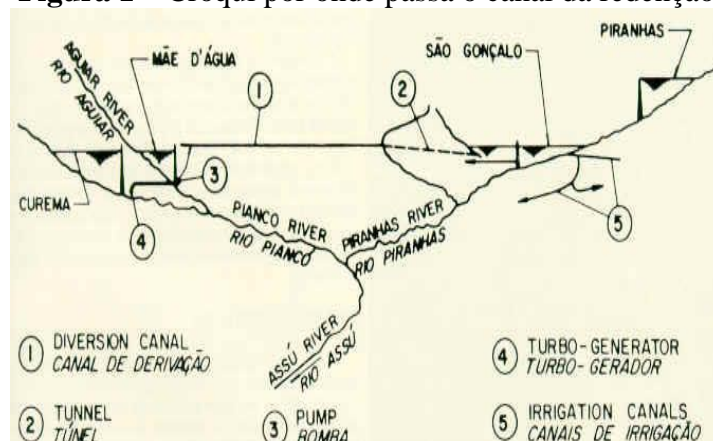 Figura – Croqui por onde passa o canal da redenção
PIRANHAS
AGUIAR RIVER
RIO AGUIAR
MÃE D'ÁGUA
SÃO GONÇALO
1
2
3
CUREMA
4
PIANCO RIVER
RIO PIANCÓ
PIRANHAS RIVER
RIO PIRANHAS
5
ASSÚ RIVER
RIO ASSÚ
1 DIVERSION CANAL
CANAL DE DERIVAÇÃO
2 TUNNEL
TÚNEL
3 PUMP
BOMBA
4 TURBO-GENERATOR
TURBO-GERADOR
5 IRRIGATION CANALS
CANAIS DE IRRIGAÇÃO